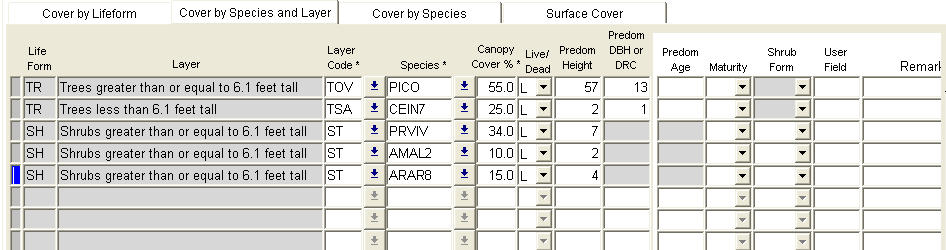 Cover by Lifeform Cover by Species and Layer Cover by Species Surface Cover
Life Form Layer Layer Code * Species * Canopy Cover % * Live/ Dead Predom Height Predom DBH or DRC Predom Age Maturity Shrub Form User Field Remark
TR Trees greater than or equal to 6.1 feet tall TOV PICO 55.0 L 57 13
TR Trees less than 6.1 feet tall TSA CEIN7 25.0 L 2 1
SH Shrubs greater than or equal to 6.1 feet tall ST PRVIV 34.0 L 7
SH Shrubs greater than or equal to 6.1 feet tall ST AMAL2 10.0 L 2
SH Shrubs greater than or equal to 6.1 feet tall ST ARAR8 15.0 L 4